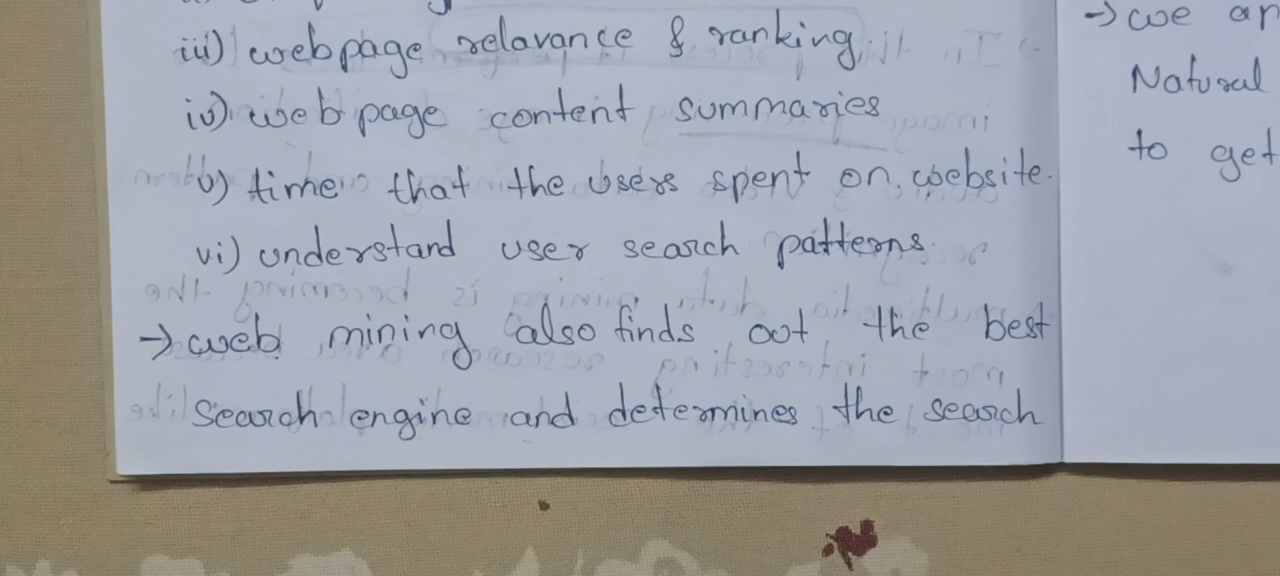 iii) webpage relavance & ranking
iv) web page content summaries
v) time that the users spent on website.
vi) understand user search patterns.
→ web mining also finds out the best
search engine and determines the search
→ we
Natural
to get